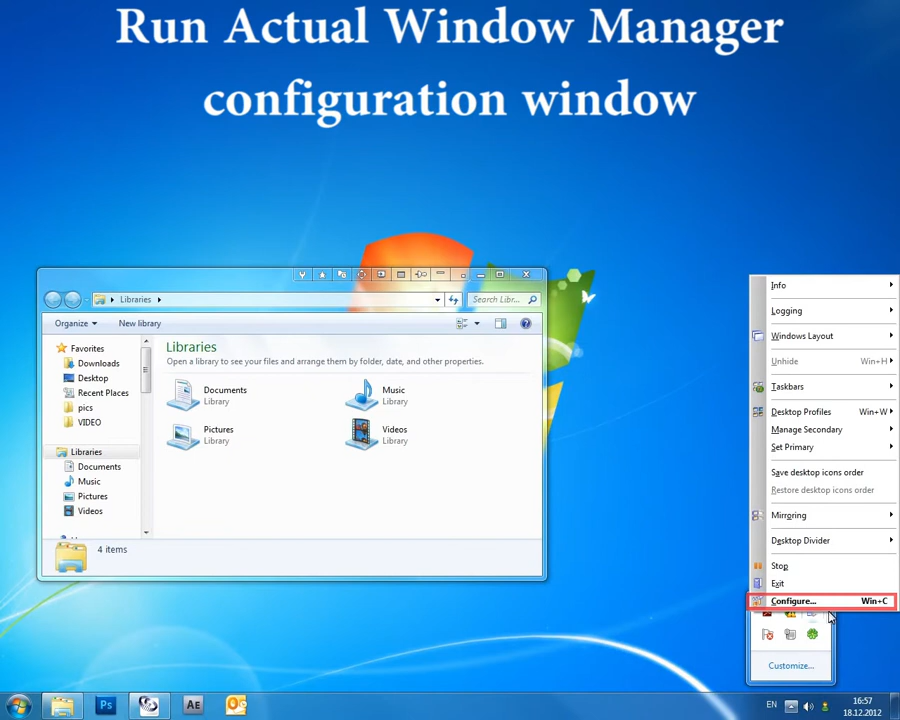 Run Actual Window Manager
configuration window
Libraries
Search Libr...
Organize
New library
Favorites
Downloads
Desktop
Recent Places
pics
VIDEO
Libraries
Documents
Music
Pictures
Videos
Libraries
Open a library to see your files and arrange them by folder, date, and other properties.
Documents
Library
Music
Library
Pictures
Library
Videos
Library
4 items
Info
Logging
Windows Layout
Unhide Win+H
Taskbars
Desktop Profiles Win+W
Manage Secondary
Set Primary
Save desktop icons order
Restore desktop icons order
Mirroring
Desktop Divider
Stop
Exit
Configure... Win+C
Customize...
Ps
AE
EN
16:57
18.12.2012